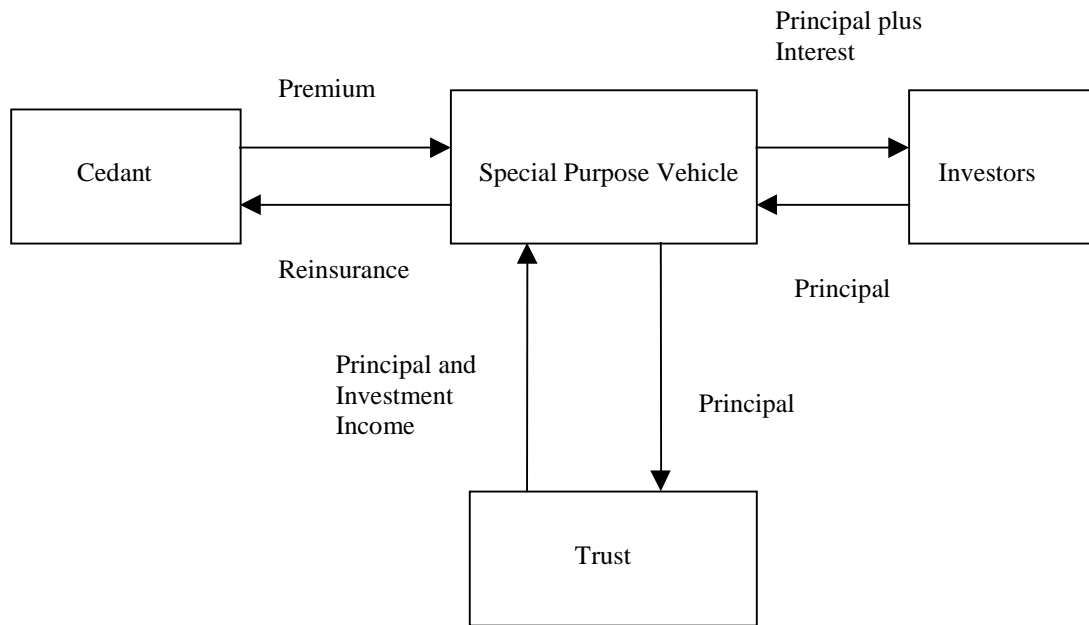 Principal plus
Interest
Premium
Cedant
Special Purpose Vehicle
Investors
Reinsurance
Principal
Principal and
Investment
Income
Principal
Trust